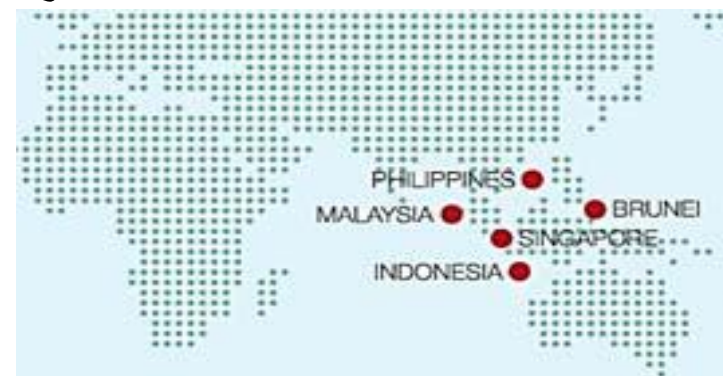 PHILIPPINES
MALAYSIA
BRUNEI
SINGAPORE
INDONESIA